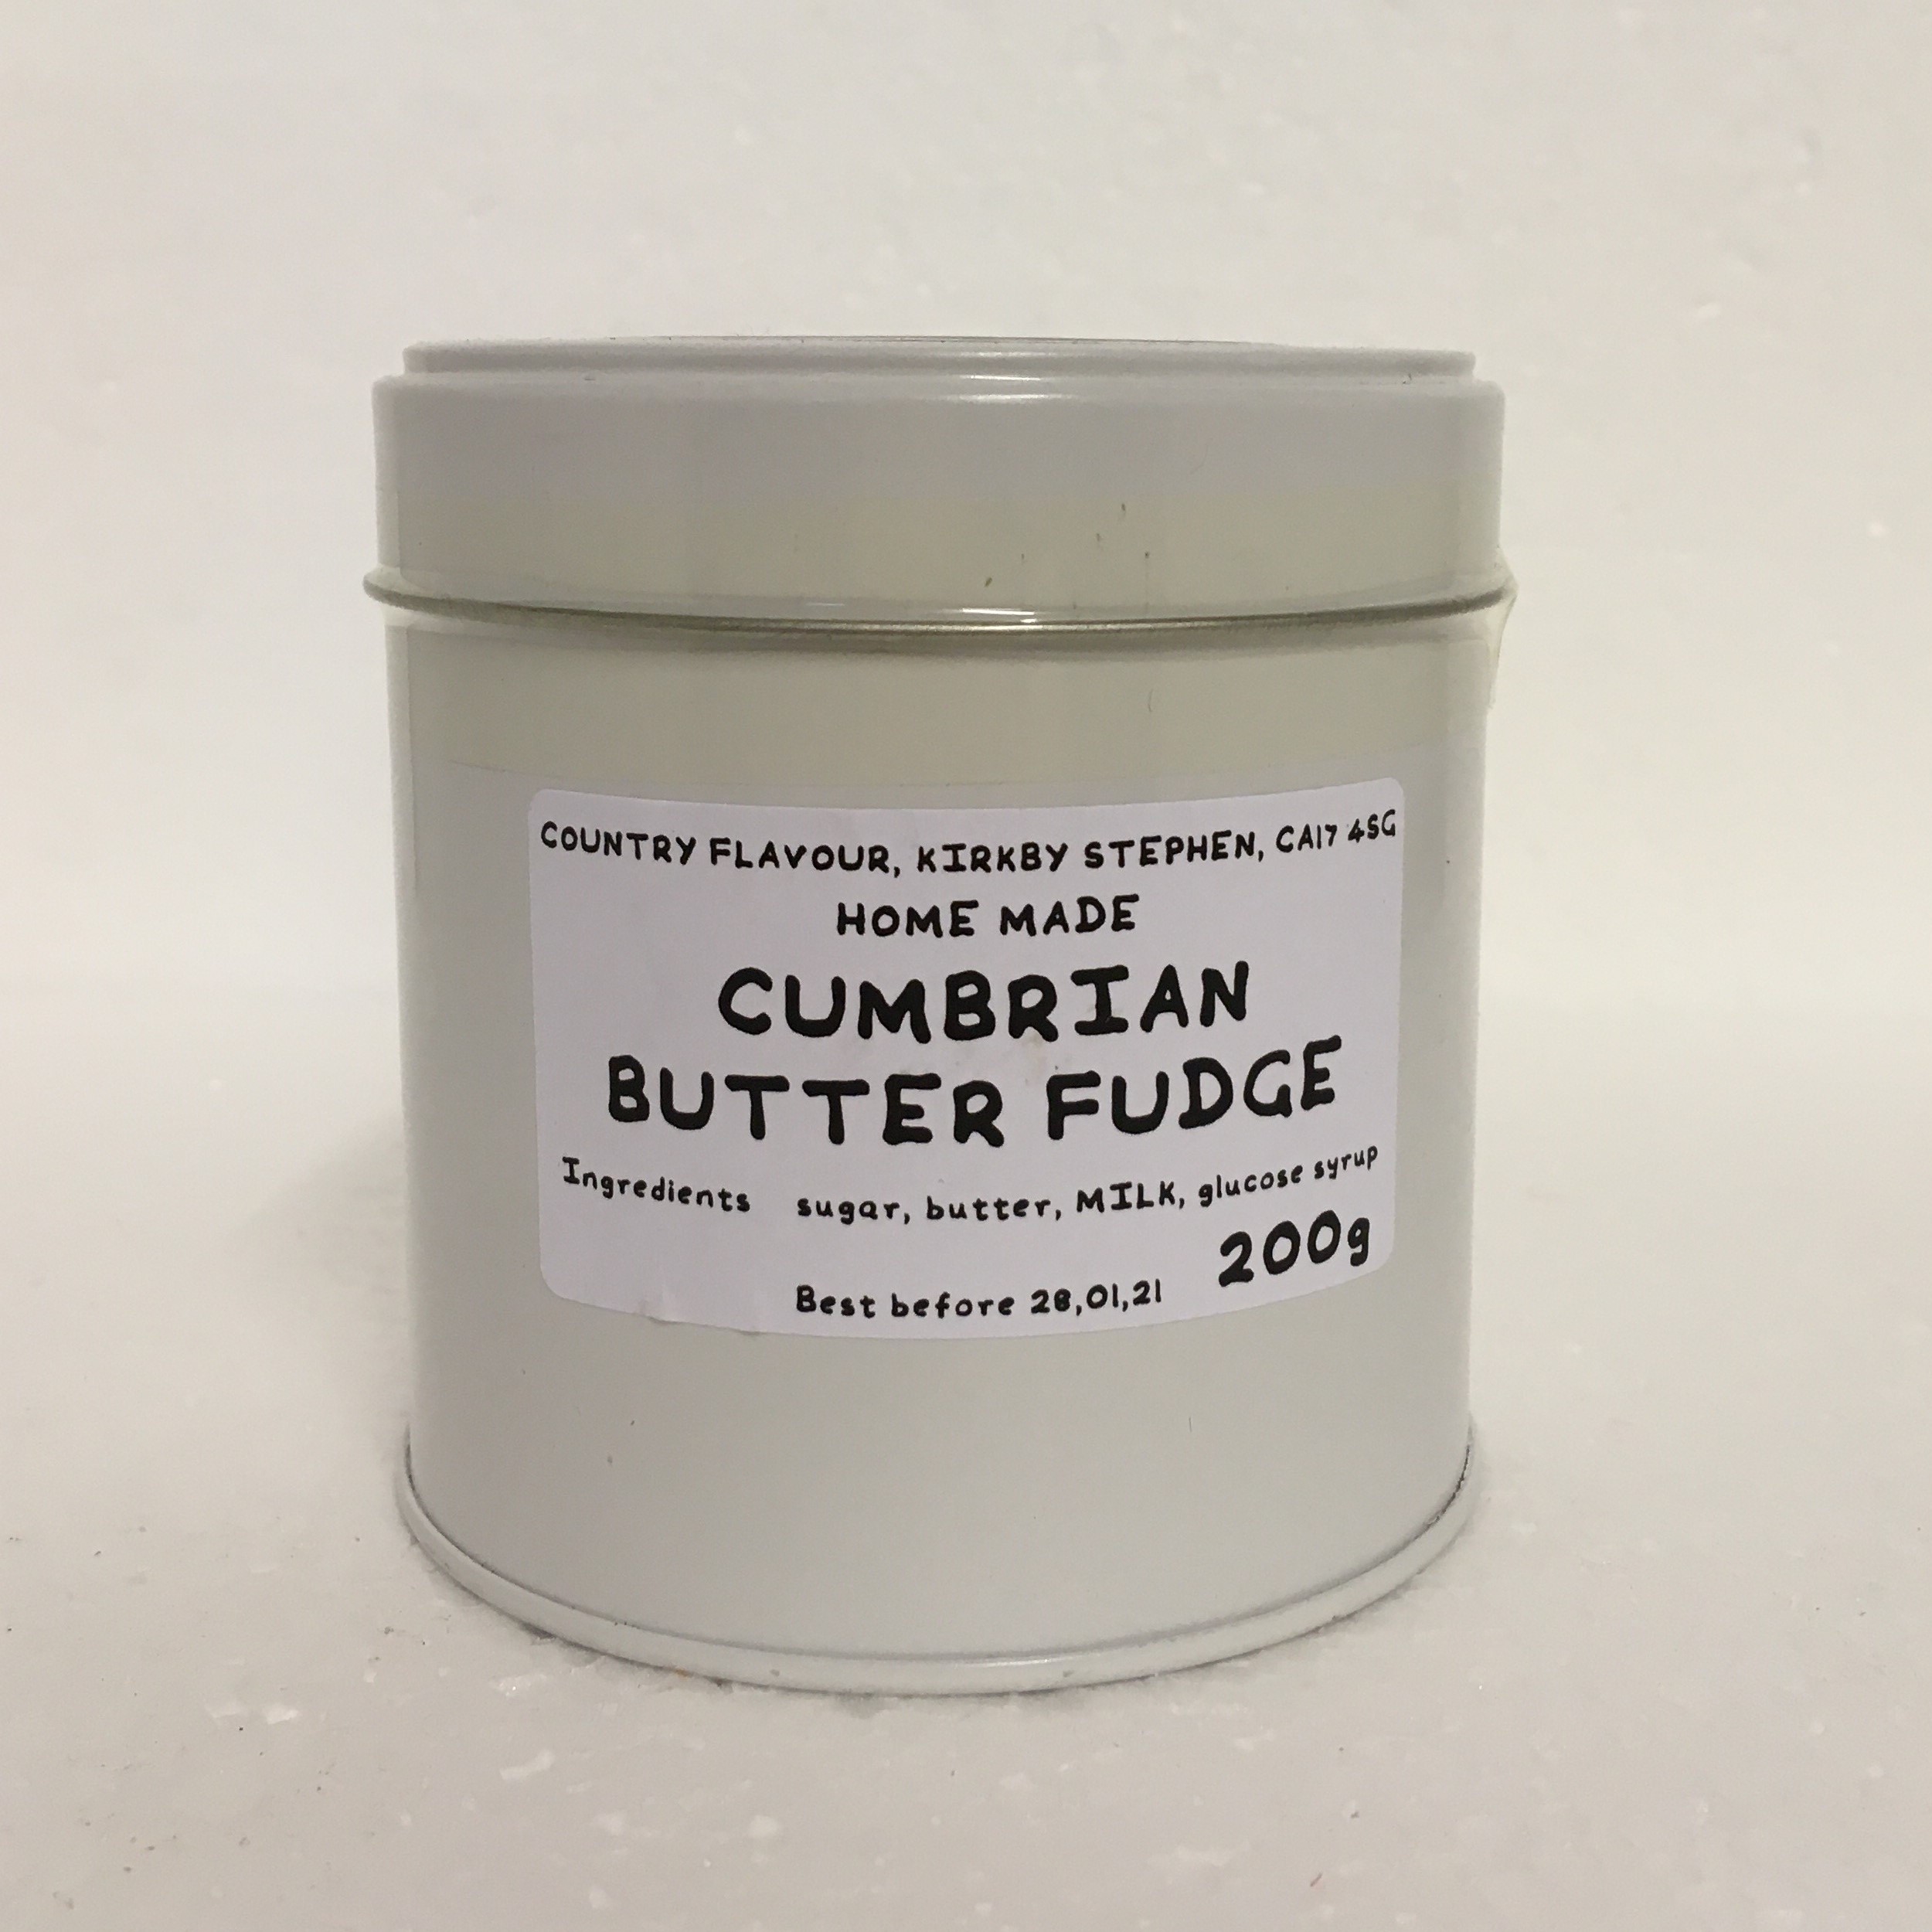 COUNTRY FLAVOUR, KIRKBY STEPHEN, CA17 4SG
HOME MADE
CUMBRIAN
BUTTER FUDGE
Ingredients sugar, butter, MILK, glucose syrup
200g
Best before 28,01,21